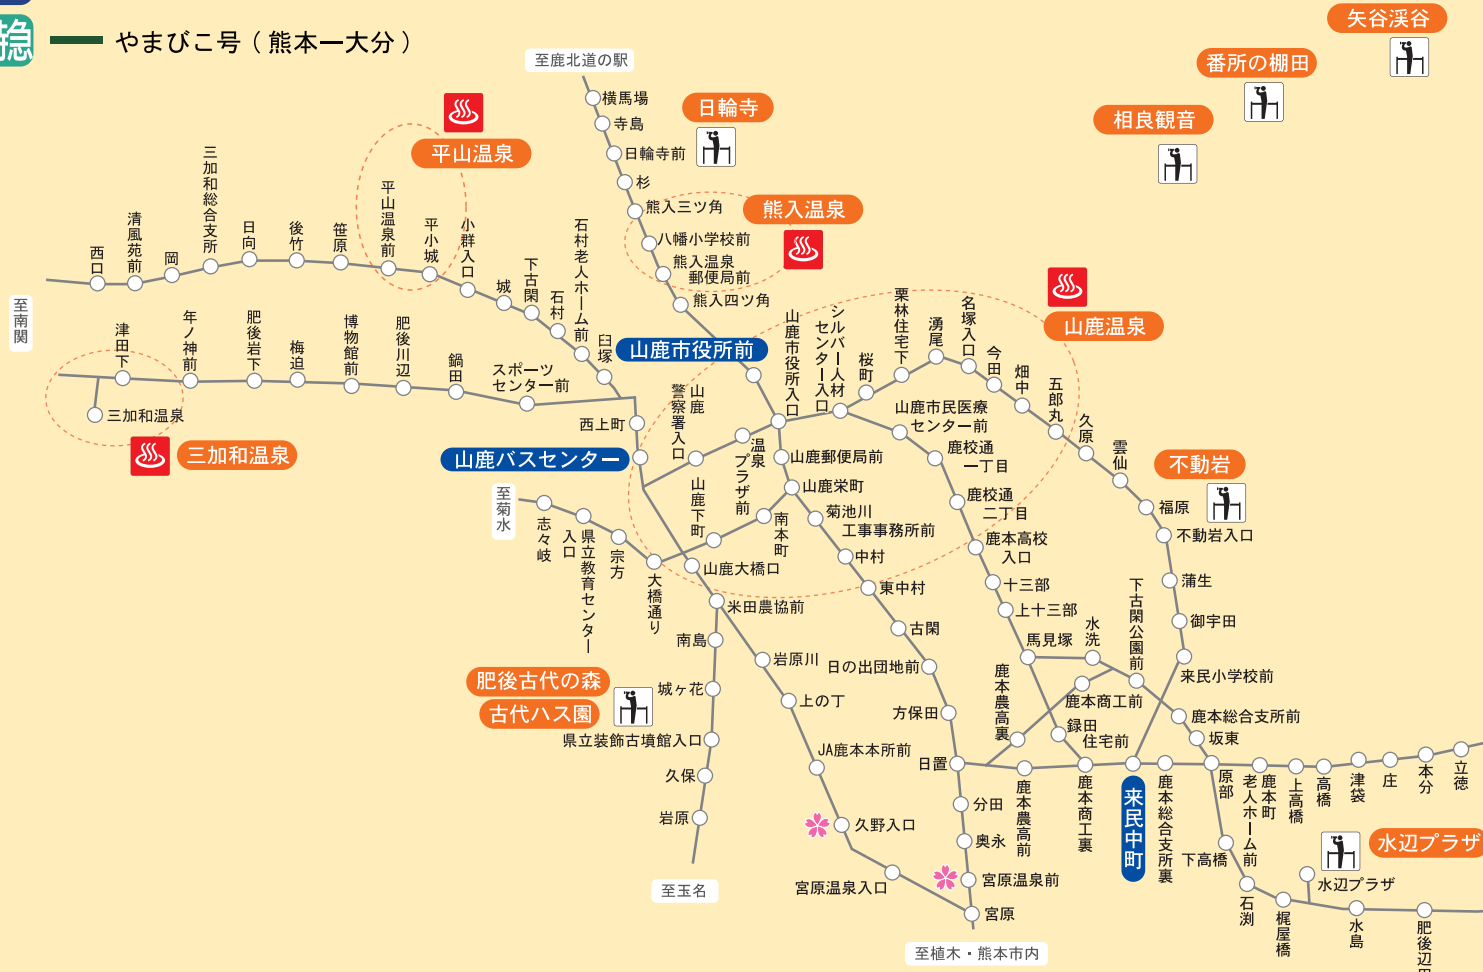 急
やまびこ号（熊本ー大分）
矢谷渓谷
番所の棚田
相良観音
至鹿北道の駅
横馬場
寺島
日輪寺前
杉
熊入三ツ角
八幡小学校前
熊入温泉
郵便局前
熊入四ツ角
日輪寺
熊入温泉
平山温泉
西口
清風苑前
岡
三加和総合支所
日向
後竹
笹原
平山温泉前
平小城
小群入口
城
下古閑
石村
石村老人ホーム前
臼塚
至南関
津田下
年ノ神前
肥後岩下
梅迫
博物館前
肥後川辺
鍋田
スポーツ
センター前
三加和温泉
三加和温泉
山鹿市役所前
西上町
山鹿バスセンター
山鹿
警察署入口
温泉
プラザ前
山鹿市役所入口
シルバー人材
センター入口
桜町
栗林住宅下
湧尾
名塚入口
今田
畑中
五郎丸
久原
雲仙
福原
不動岩入口
蒲生
御宇田
来民小学校前
山鹿温泉
不動岩
山鹿市民医療
センター前
鹿校通
一丁目
鹿校通
二丁目
鹿本高校
入口
十三部
上十三部
馬見塚
水洗
下古閑公園前
山鹿郵便局前
山鹿栄町
南本町
山鹿下町
菊池川
工事事務所前
中村
東中村
古閑
日の出団地前
方保田
日置
至菊水
志々岐
県立教育センター
入口
宗方
大橋通り
山鹿大橋口
米田農協前
南島
城ヶ花
県立装飾古墳館入口
久保
岩原
至玉名
肥後古代の森
古代ハス園
岩原川
上の丁
JA鹿本本所前
久野入口
宮原温泉入口
分田
奥永
宮原温泉前
宮原
至植木・熊本市内
鹿本農高裏
鹿本商工前
録田
住宅前
鹿本総合支所前
坂東
鹿本農高前
鹿本商工裏
来民中町
鹿本総合支所裏
原部
鹿本町
老人ホーム前
上高橋
高橋
津袋
庄
本分
立徳
下高橋
石渕
梶屋橋
水辺プラザ
水辺プラザ
水島
肥後辺田